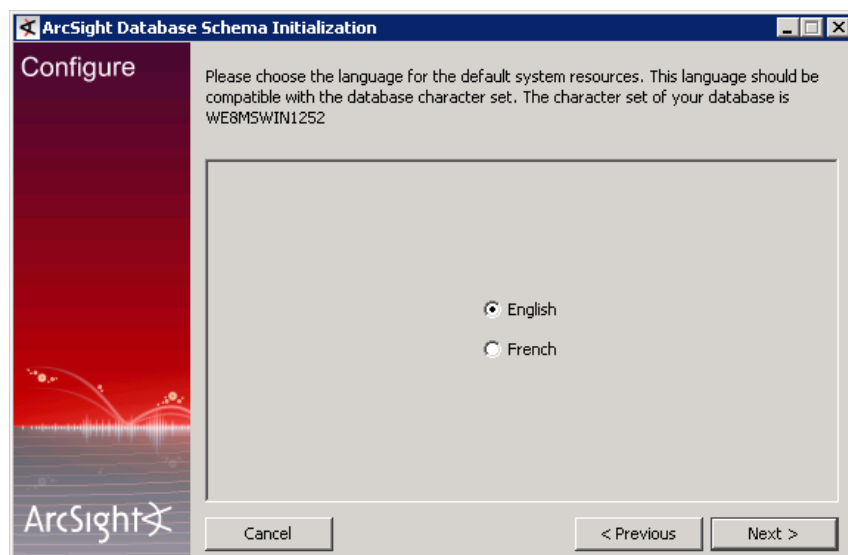 ArcSight Database Schema Initialization
Configure
Please choose the language for the default system resources. This language should be
compatible with the database character set. The character set of your database is
WE8MSWIN1252
English
French
ArcSight
Cancel
< Previous
Next >